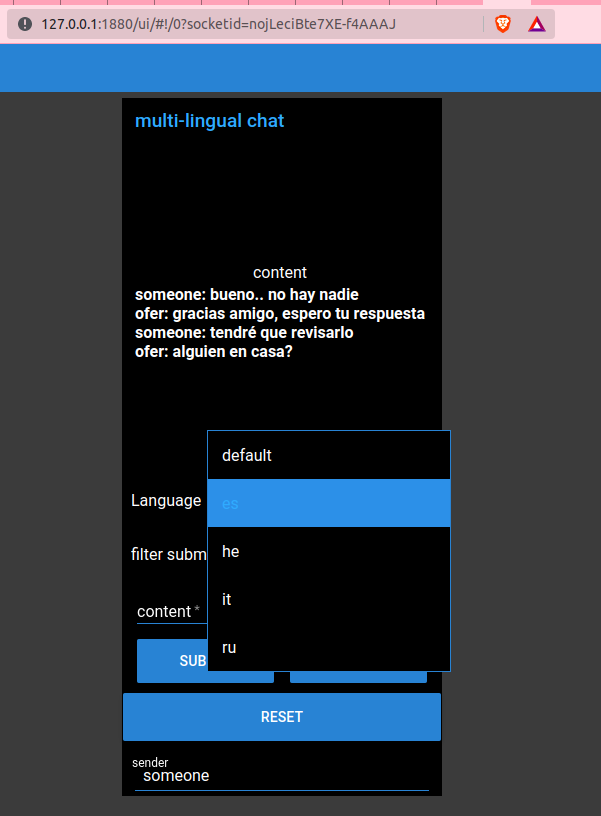 127.0.0.1:1880/ui/#!/0?socketid=nojLeciBte7XE-f4AAAJ
multi-lingual chat
content
someone: bueno.. no hay nadie
ofer: gracias amigo, espero tu respuesta
someone: tendré que revisarlo
ofer: alguien en casa?
default
Language
es
he
filter subm
it
content *
ru
SUB
RESET
sender
someone